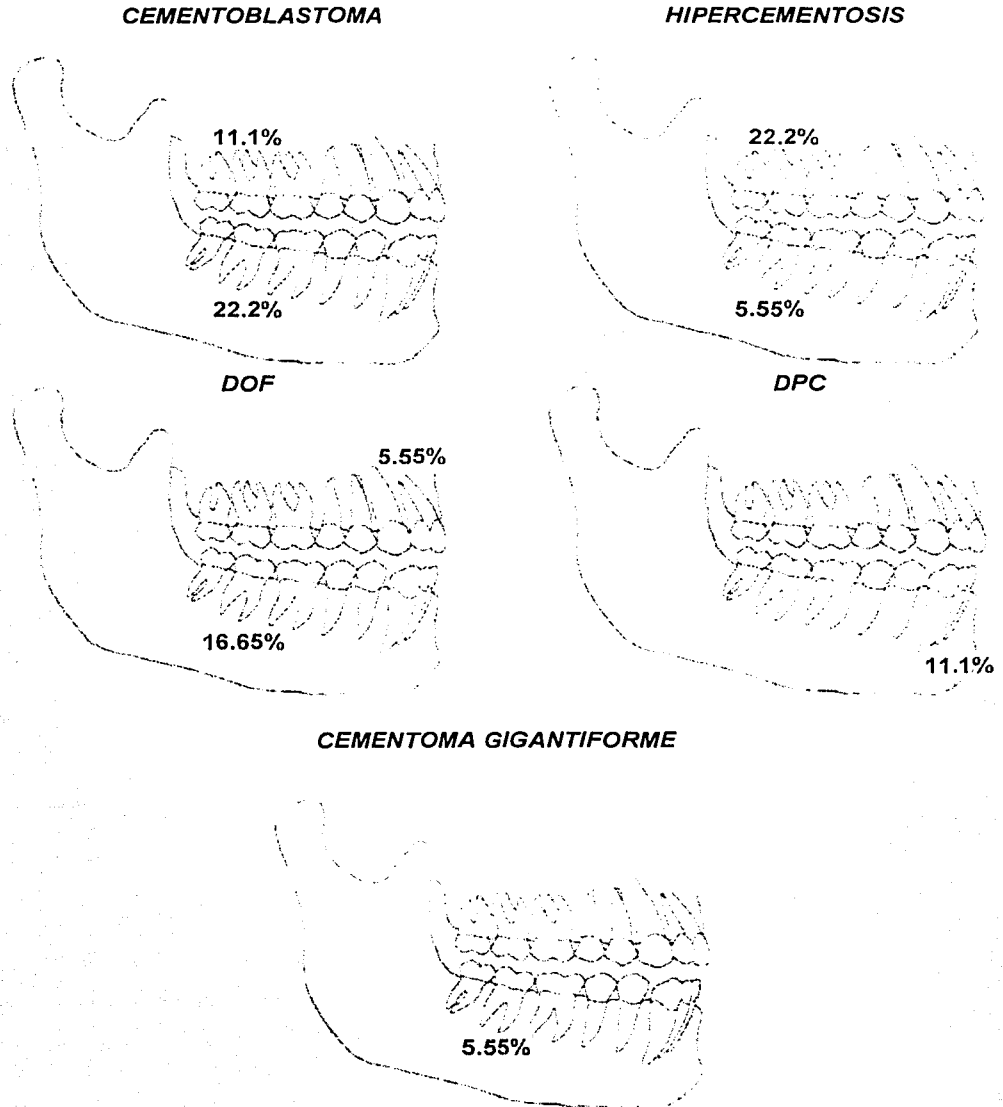 CEMENTOBLASTOMA
11.1%
22.2%
HIPERCEMENTOSIS
22.2%
5.55%
DOF
5.55%
16.65%
DPC
11.1%
CEMENTOMA GIGANTIFORME
5.55%